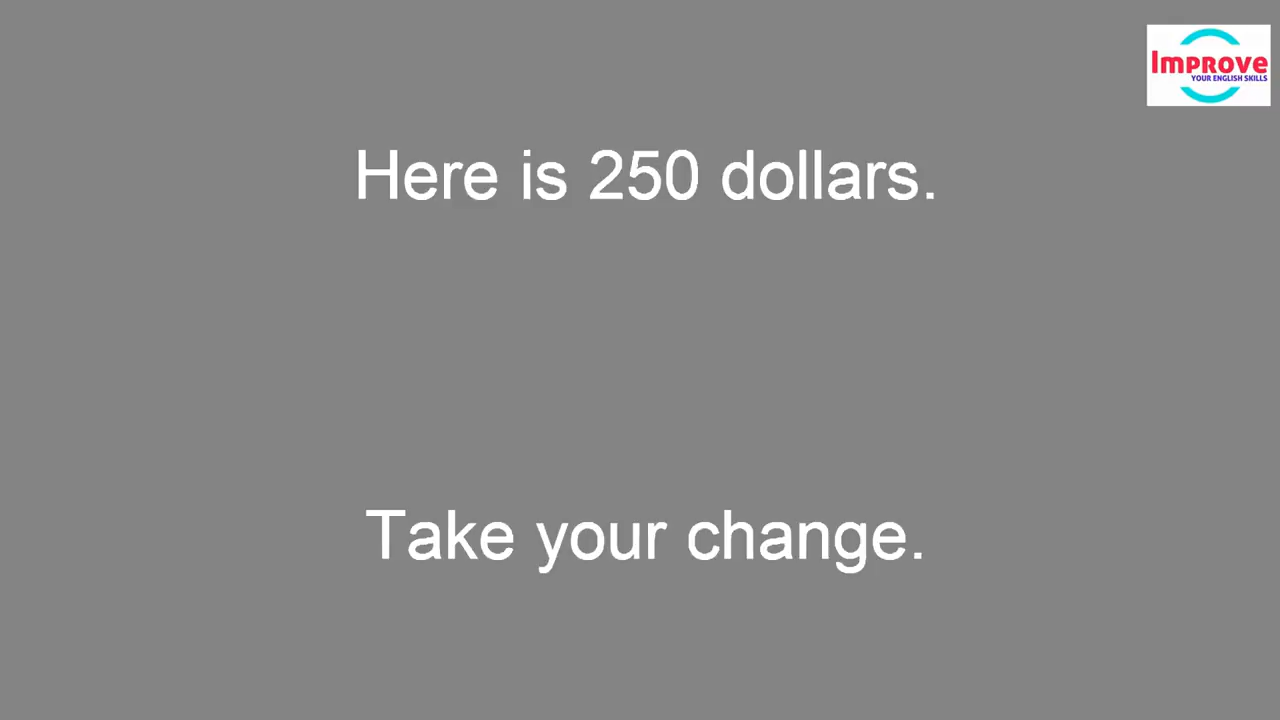 Improve
YOUR ENGLISH SKILLS
Here is 250 dollars.
Take your change.